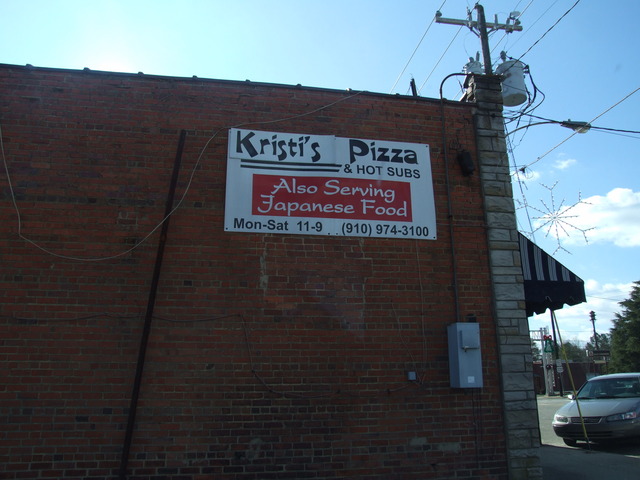 Kristi's Pizza
& HOT SUBS
Also Serving
Japanese Food
Mon-Sat 11-9 (910) 974-3100